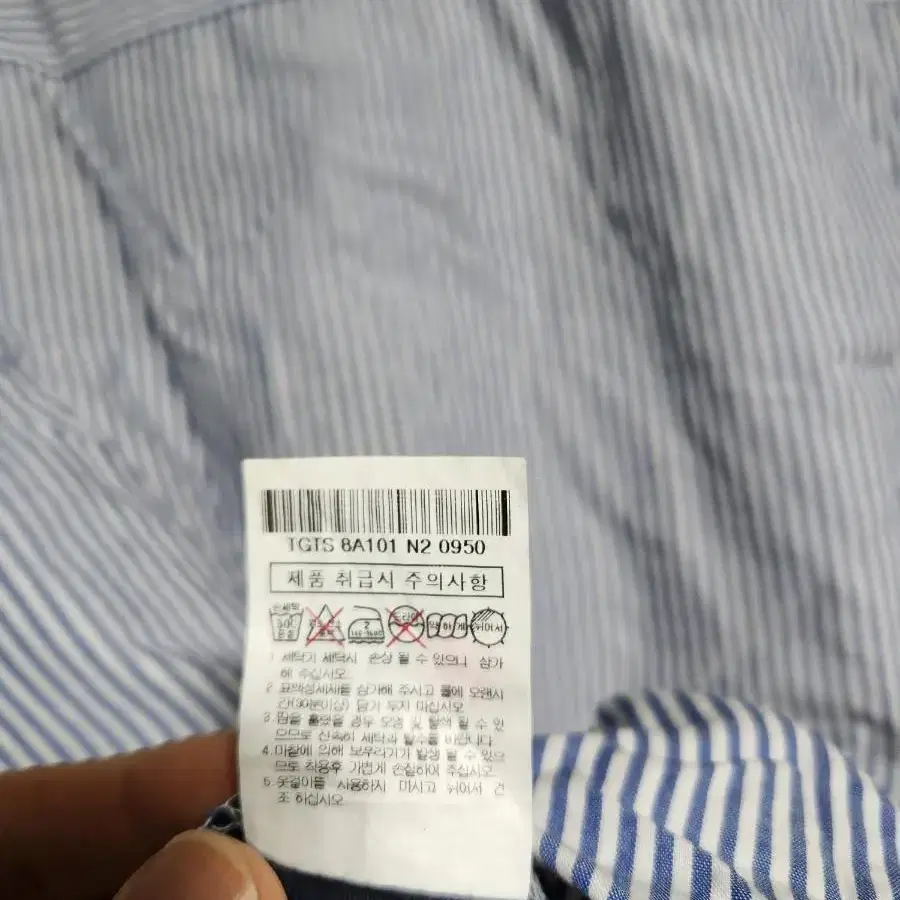 TGTS 8A101 N2 0950
제품 취급시 주의사항
손세탁 드라이 약하게 뉘어서
30℃ 2
중성
1. 세탁기 세탁시 손상 될 수 있으니 삼가
해 주십시오.
2. 표백성세제를 삼가해 주시고 물에 오랜시
간(30분이상) 담가 두지 마십시오
3. 땀을 흘렸을 경우 오염 및 탈색 될 수 있
으므로 신속히 세탁과 탈수를 바랍니다
4. 마찰에 의해 보푸라기가 발생 될 수 있으
므로 착용후 가볍게 손질하여 주십시오.
5. 옷걸이를 사용하지 마시고 뉘어서 건
조 하십시오